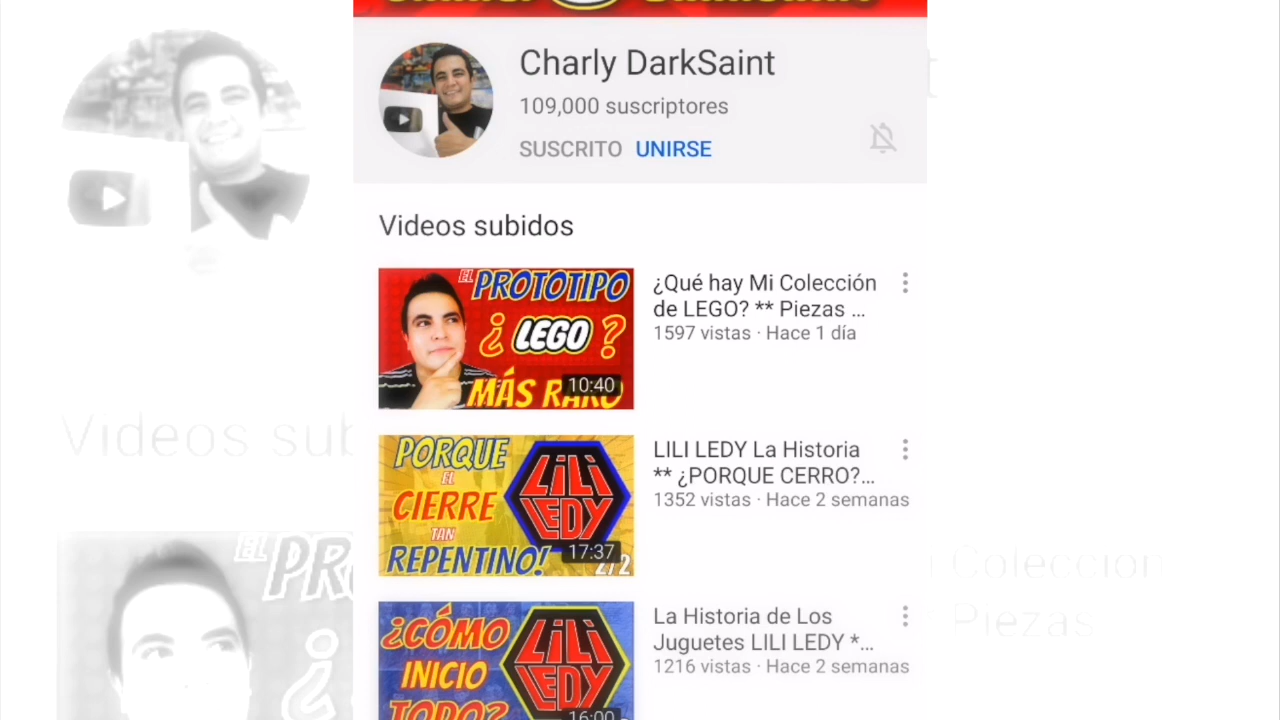 Charly DarkSaint
109,000 suscriptores
SUSCRITO UNIRSE
Videos subidos
EL PROTOTIPO
¿LEGO?
MÁS RARO
10:40
¿Qué hay Mi Colección
de LEGO? ** Piezas ...
1597 vistas · Hace 1 día
PORQUE
EL
CIERRE
TAN
REPENTINO!
LILI
LEDY
17:37
2/2
LILI LEDY La Historia
** ¿PORQUE CERRO?...
1352 vistas · Hace 2 semanas
¿CÓMO
INICIO
TODO?
LILI
LEDY
16:00
La Historia de Los
Juguetes LILI LEDY *...
1216 vistas · Hace 2 semanas
Videos sub
EL PRO
Coleccion
Piezas